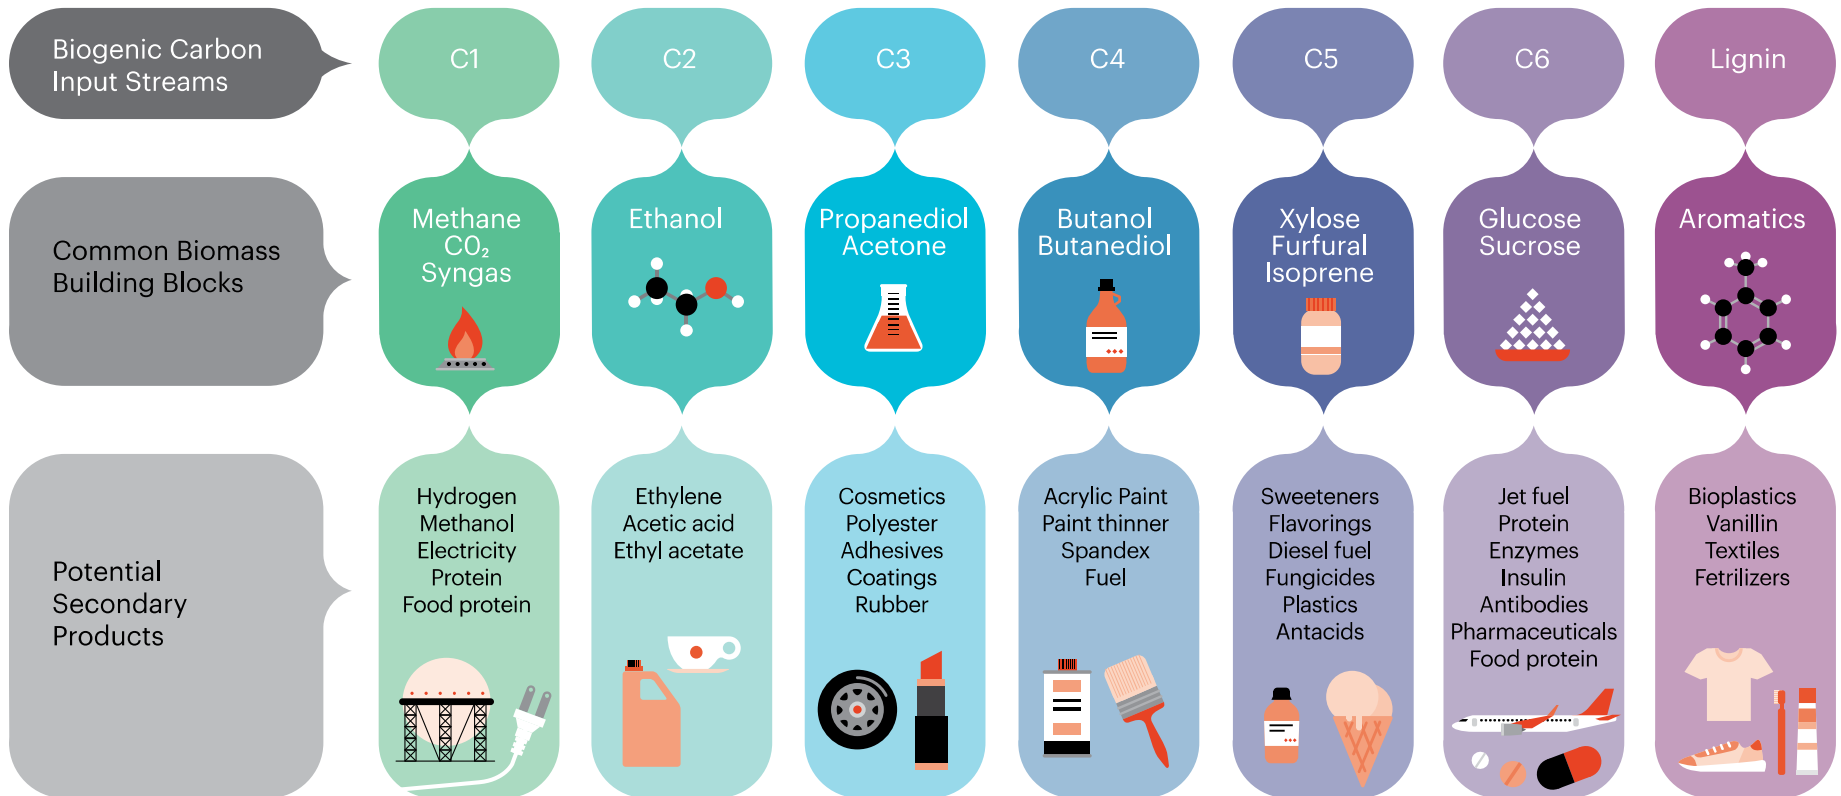 Biogenic Carbon
Input Streams
C1
C2
C3
C4
C5
C6
Lignin
Common Biomass
Building Blocks
Methane
CO₂
Syngas
Ethanol
Propanediol
Acetone
Butanol
Butanediol
Xylose
Furfural
Isoprene
Glucose
Sucrose
Aromatics
Potential
Secondary
Products
Hydrogen
Methanol
Electricity
Protein
Food protein
Ethylene
Acetic acid
Ethyl acetate
Cosmetics
Polyester
Adhesives
Coatings
Rubber
Acrylic Paint
Paint thinner
Spandex
Fuel
Sweeteners
Flavorings
Diesel fuel
Fungicides
Plastics
Antacids
Jet fuel
Protein
Enzymes
Insulin
Antibodies
Pharmaceuticals
Food protein
Bioplastics
Vanillin
Textiles
Fetrilizers